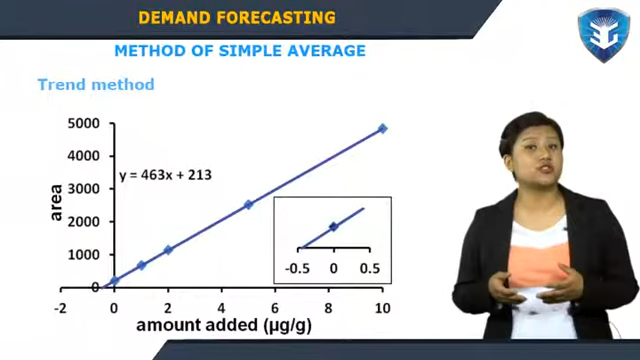 DEMAND FORECASTING
METHOD OF SIMPLE AVERAGE
Trend method
5000
4000
y = 463x + 213
3000
area
2000
1000
-0.5 0 0.5
0
-2 0 2 4 6 8 10
amount added (µg/g)